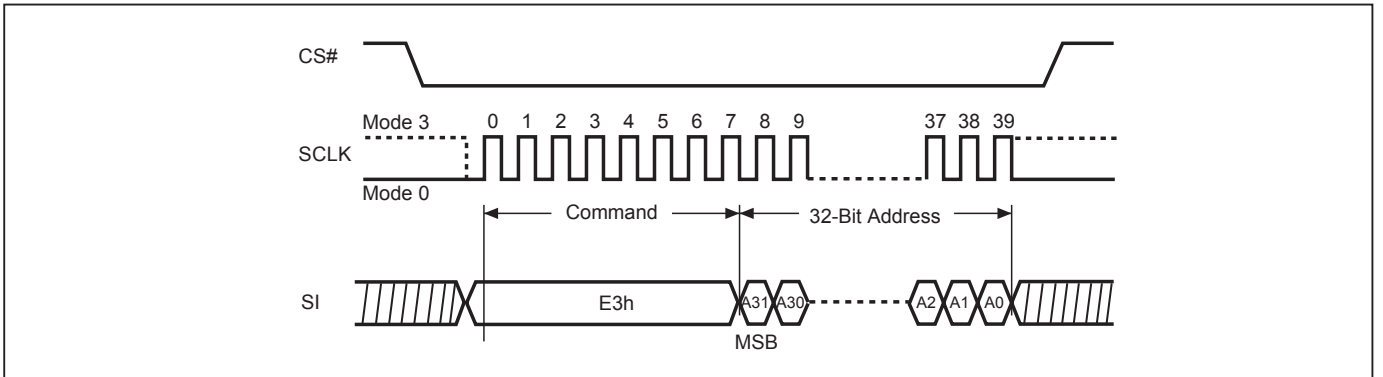 CS#
Mode 3
0 1 2 3 4 5 6 7 8 9 37 38 39
SCLK
Mode 0
Command 32-Bit Address
SI E3h A31 A30 A2 A1 A0
MSB